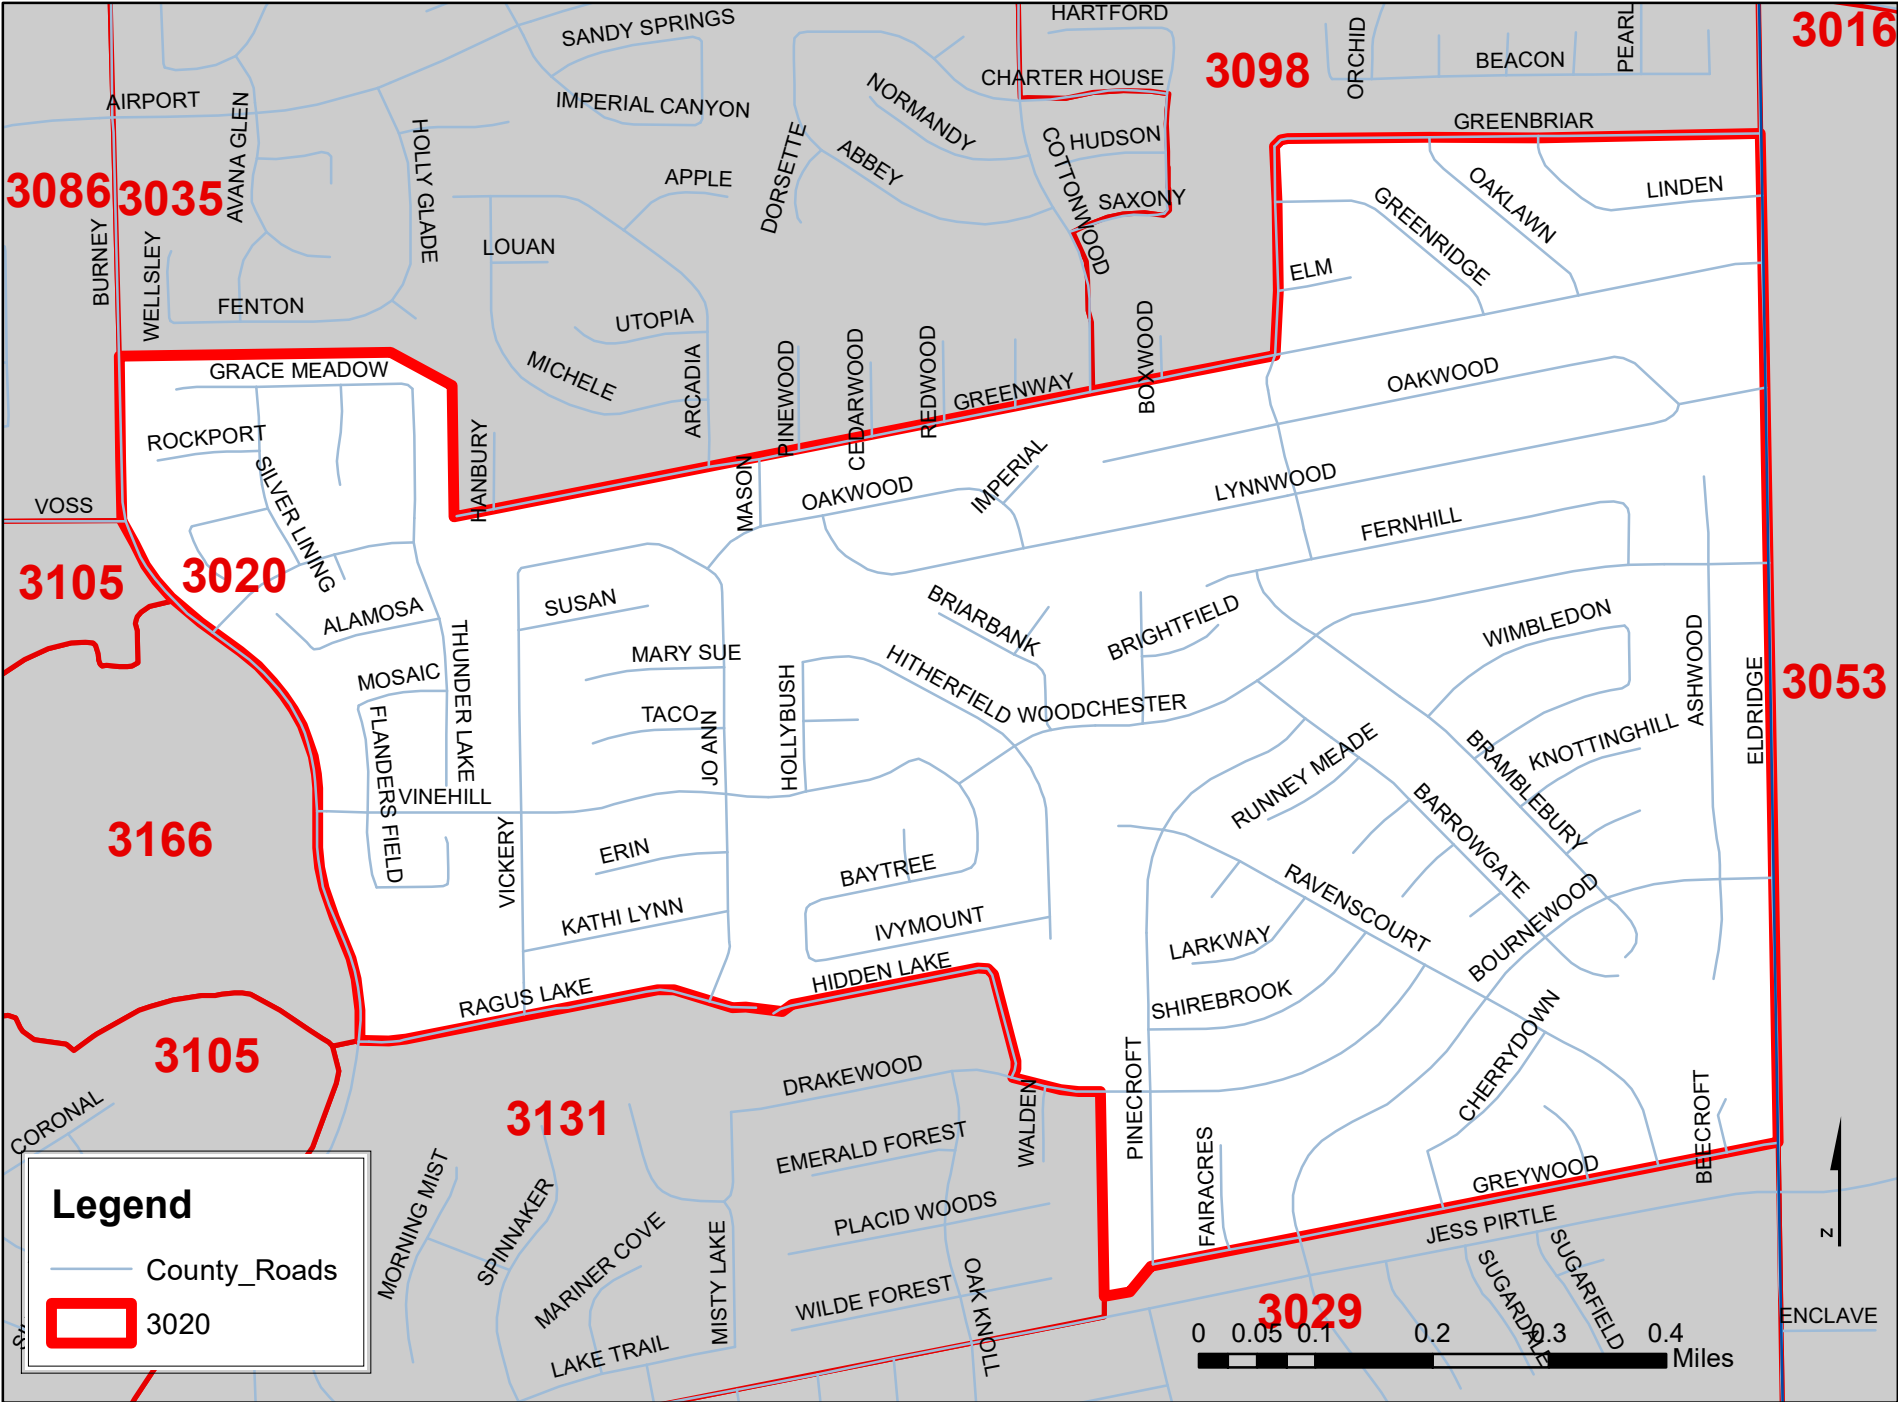 SANDY SPRINGS
HARTFORD
ORCHID
BEACON
PEARL
3016
3098
CHARTER HOUSE
AIRPORT
AVANA GLEN
HOLLY GLADE
IMPERIAL CANYON
NORMANDY
DORSETTE
ABBEY
APPLE
COTTONWOOD
HUDSON
SAXONY
GREENBRIAR
OAKLAWN
LINDEN
GREENRIDGE
ELM
3086
3035
BURNEY
WELLSLEY
FENTON
LOUAN
UTOPIA
MICHELE
ARCADIA
PINEWOOD
CEDARWOOD
REDWOOD
GREENWAY
BOXWOOD
GRACE MEADOW
ROCKPORT
SILVER LINING
HANBURY
VOSS
MASON
OAKWOOD
IMPERIAL
OAKWOOD
LYNNWOOD
FERNHILL
3105
3020
ALAMOSA
THUNDER LAKE
MOSAIC
FLANDERS FIELD
SUSAN
MARY SUE
TACO
JO ANN
HOLLYBUSH
HITHERFIELD
BRIARBANK
BRIGHTFIELD
WOODCHESTER
WIMBLEDON
ASHWOOD
ELDRIDGE
3053
KNOTTINGHILL
BRAMBLEBURY
RUNNEY MEADE
BARROWGATE
VINEHILL
VICKERY
3166
ERIN
KATHI LYNN
BAYTREE
IVYMOUNT
RAVENSCOURT
BOURNEWOOD
LARKWAY
SHIREBROOK
CHERRYDOWN
RAGUS LAKE
HIDDEN LAKE
3105
CORONAL
3131
DRAKEWOOD
EMERALD FOREST
WALDEN
PINECROFT
FAIRACRES
BEECROFT
GREYWOOD
JESS PIRTLE
MORNING MIST
SPINNAKER
MARINER COVE
MISTY LAKE
PLACID WOODS
WILDE FOREST
OAK KNOLL
LAKE TRAIL
3029
SUGARDALE
SUGARFIELD
ENCLAVE
Legend
County_Roads
3020
0 0.05 0.1 0.2 0.3 0.4
Miles
z